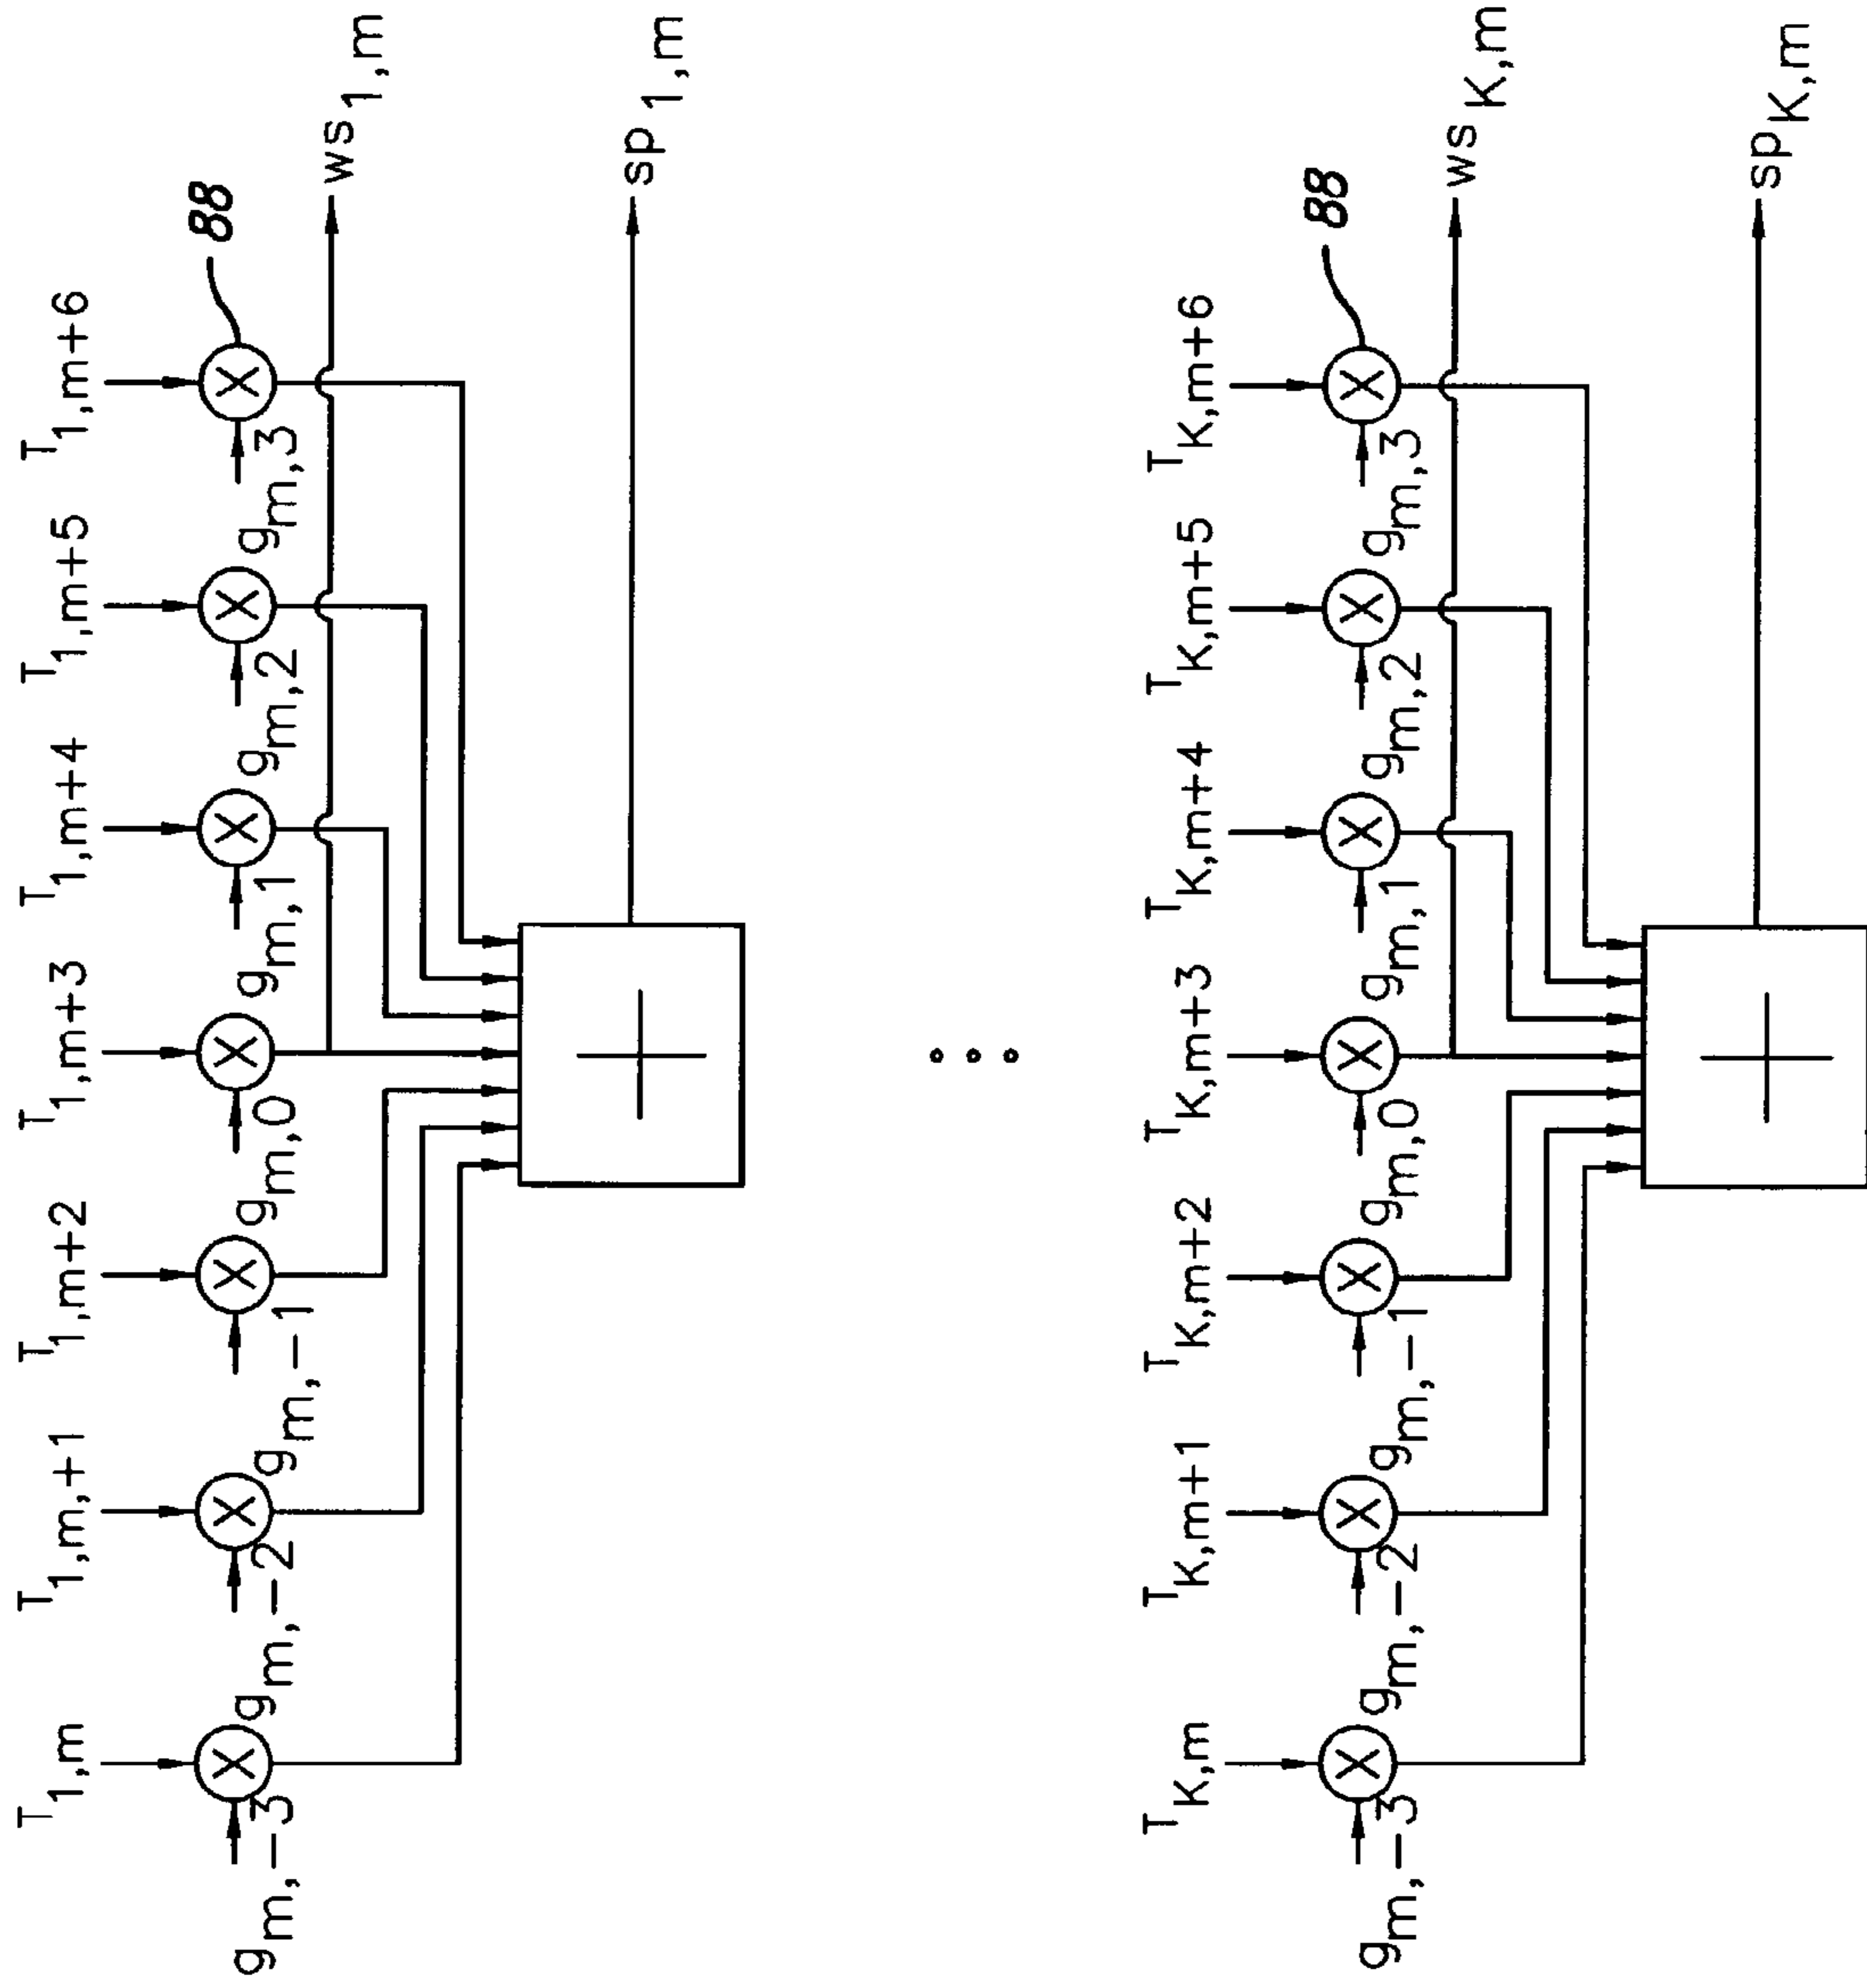 T1,m T1,m,+1 T1,m+2 T1,m+3 T1,m+4 T1,m+5 T1,m+6
88
× × × × × × ×
gm,-3 gm,-2 gm,-1 gm,0 gm,1 gm,2 gm,3
ws1,m
+
sp1,m
TK,m TK,m+1 TK,m+2 TK,m+3 TK,m+4 TK,m+5 TK,m+6
88
× × × × × × ×
gm,-3 gm,-2 gm,-1 gm,0 gm,1 gm,2 gm,3
wsK,m
+
spK,m